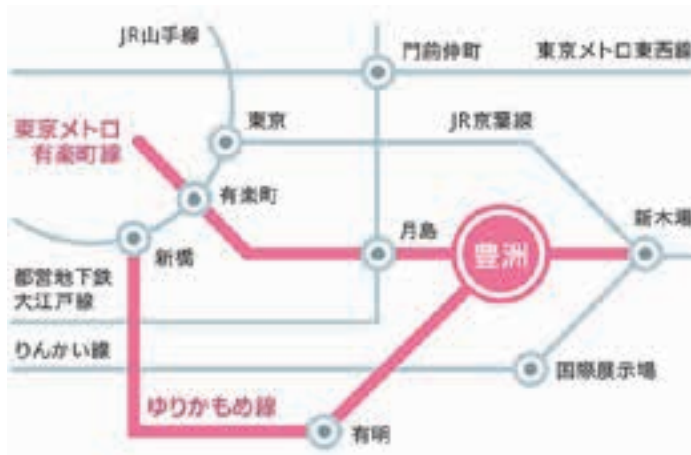 JR山手線
門前仲町
東京メトロ東西線
東京メトロ
有楽町線
東京
JR京葉線
有楽町
新橋
月島
豊洲
新木場
都営地下鉄
大江戸線
りんかい線
国際展示場
ゆりかもめ線
有明